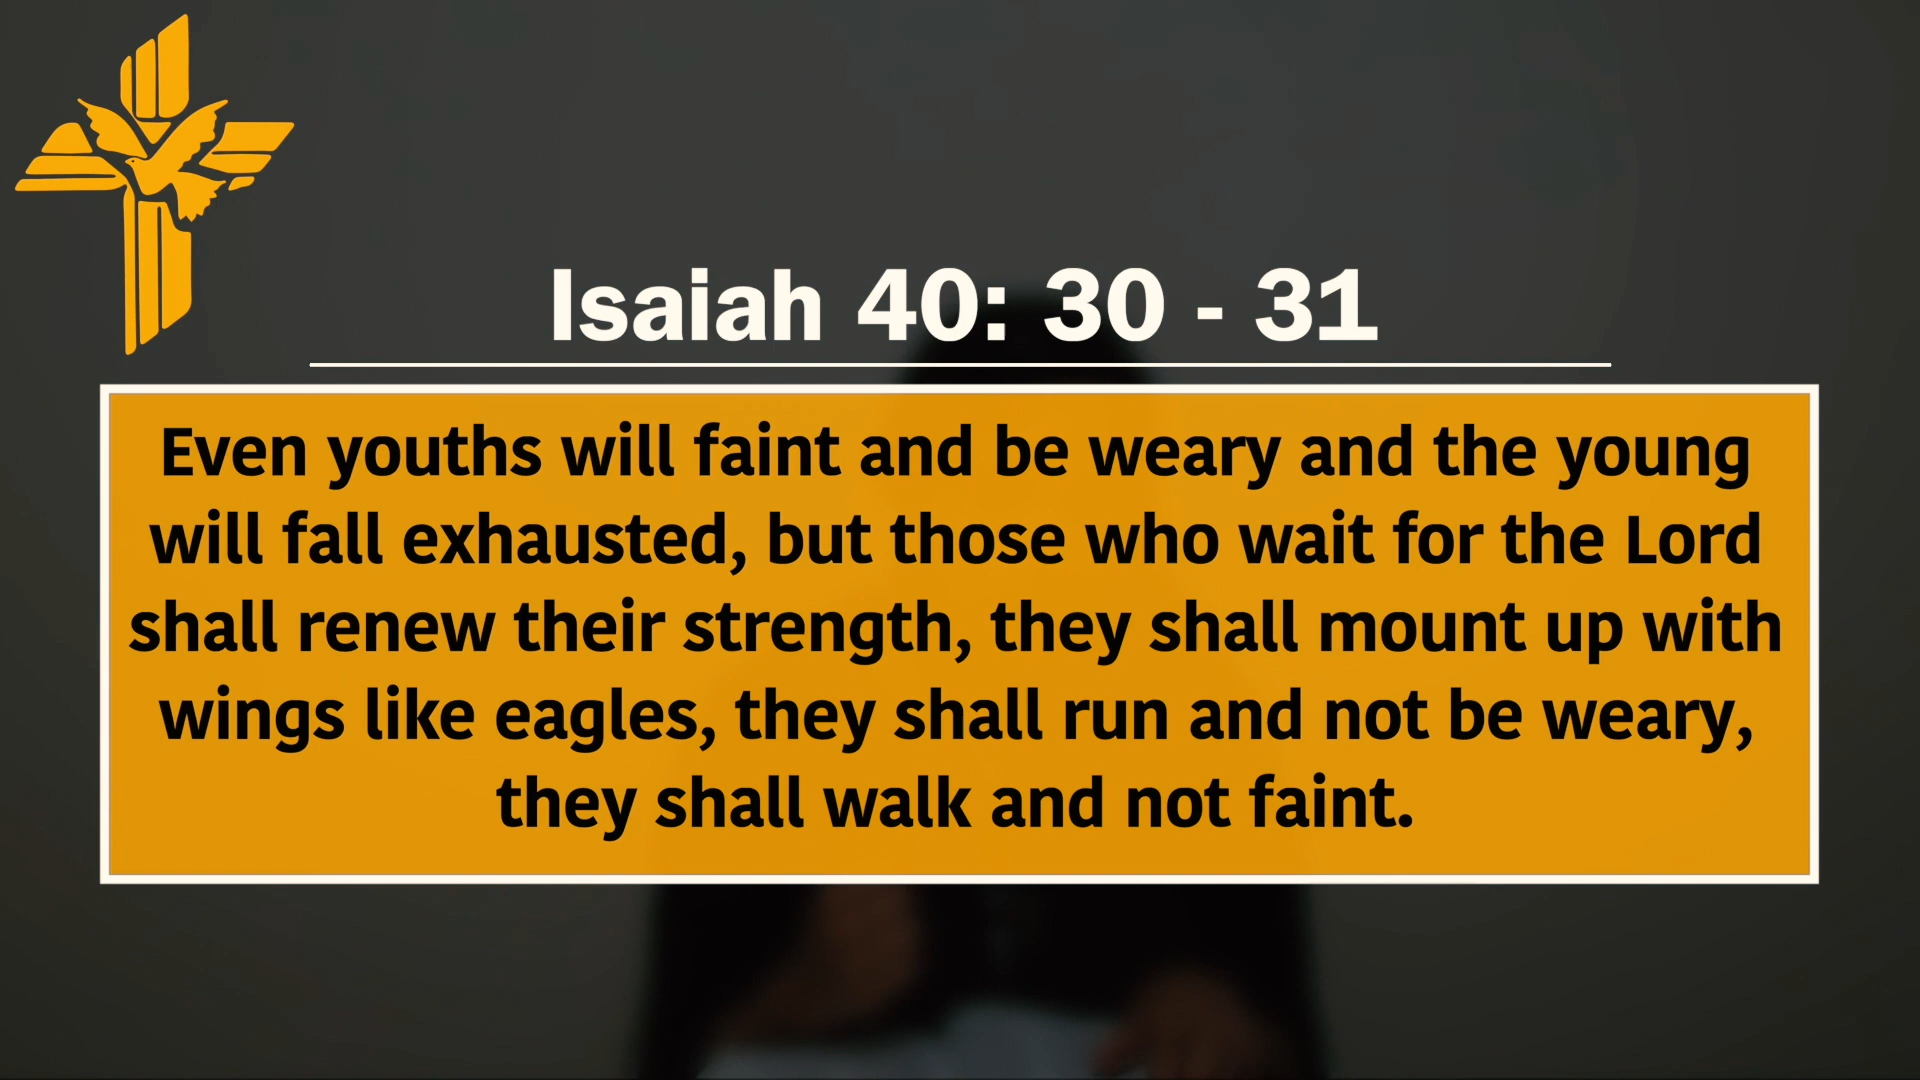 Isaiah 40: 30 - 31
Even youths will faint and be weary and the young
will fall exhausted, but those who wait for the Lord
shall renew their strength, they shall mount up with
wings like eagles, they shall run and not be weary,
they shall walk and not faint.